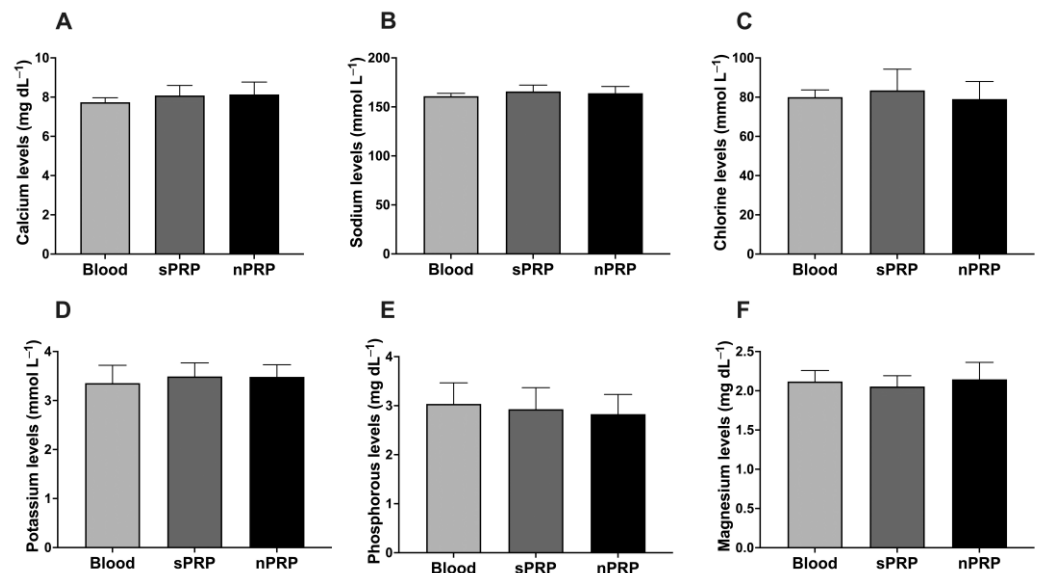 A
Calcium levels (mg dL⁻¹)
10
8
6
4
2
0
Blood sPRP nPRP
B
Sodium levels (mmol L⁻¹)
200
150
100
50
0
Blood sPRP nPRP
C
Chlorine levels (mmol L⁻¹)
100
80
60
40
20
0
Blood sPRP nPRP
D
Potassium levels (mmol L⁻¹)
4
3
2
1
0
Blood sPRP nPRP
E
Phosphorous levels (mg dL⁻¹)
4
3
2
1
0
Blood sPRP nPRP
F
Magnesium levels (mg dL⁻¹)
2.5
2.0
1.5
1.0
0.5
0.0
Blood sPRP nPRP